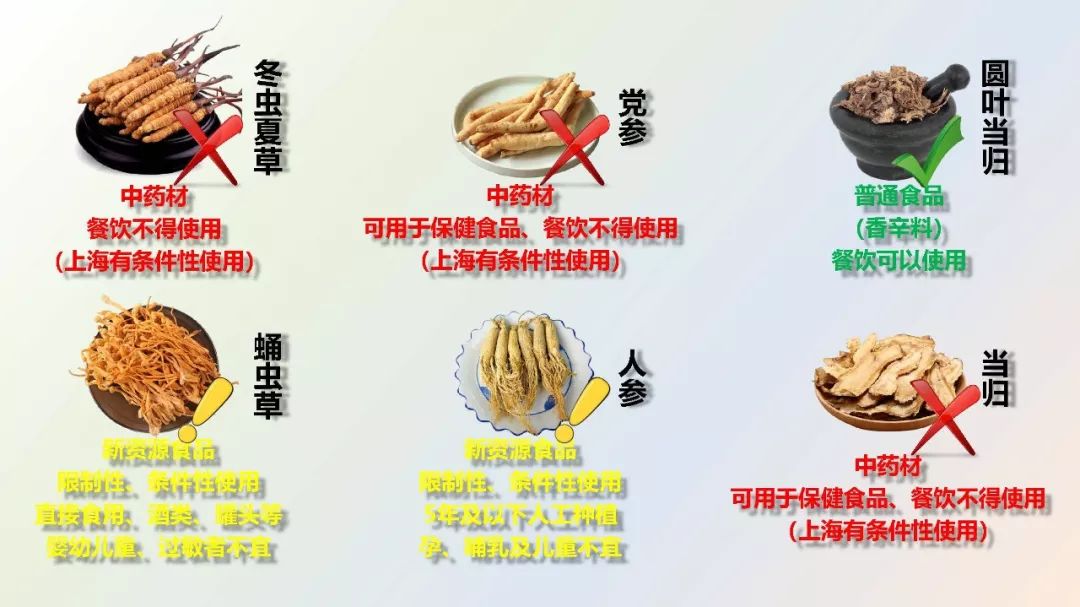 冬虫夏草
中药材
餐饮不得使用
（上海有条件性使用）
党参
中药材
可用于保健食品、餐饮不得使用
（上海有条件性使用）
圆叶当归
普通食品
（香辛料）
餐饮可以使用
蛹虫草
新资源食品
限制性、条件性使用
直接食用、酒类、罐头等
婴幼儿童、过敏者不宜
人参
新资源食品
限制性、条件性使用
5年及以下人工种植
孕、哺乳及儿童不宜
当归
中药材
可用于保健食品、餐饮不得使用
（上海有条件性使用）